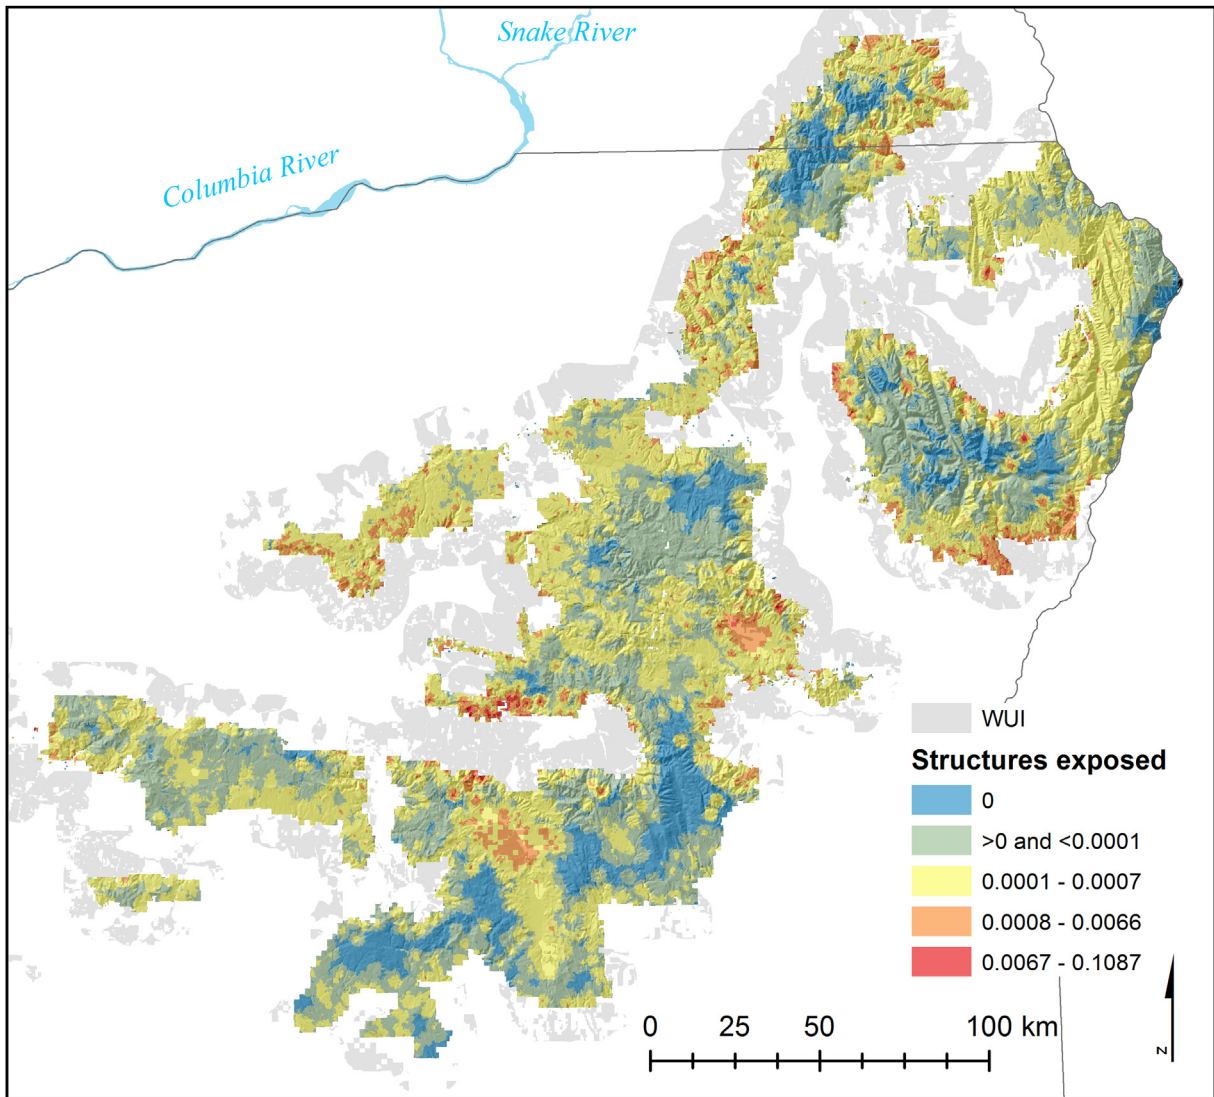 Snake River
Columbia River
WUI
Structures exposed
0
>0 and <0.0001
0.0001 - 0.0007
0.0008 - 0.0066
0.0067 - 0.1087
0 25 50 100 km
N